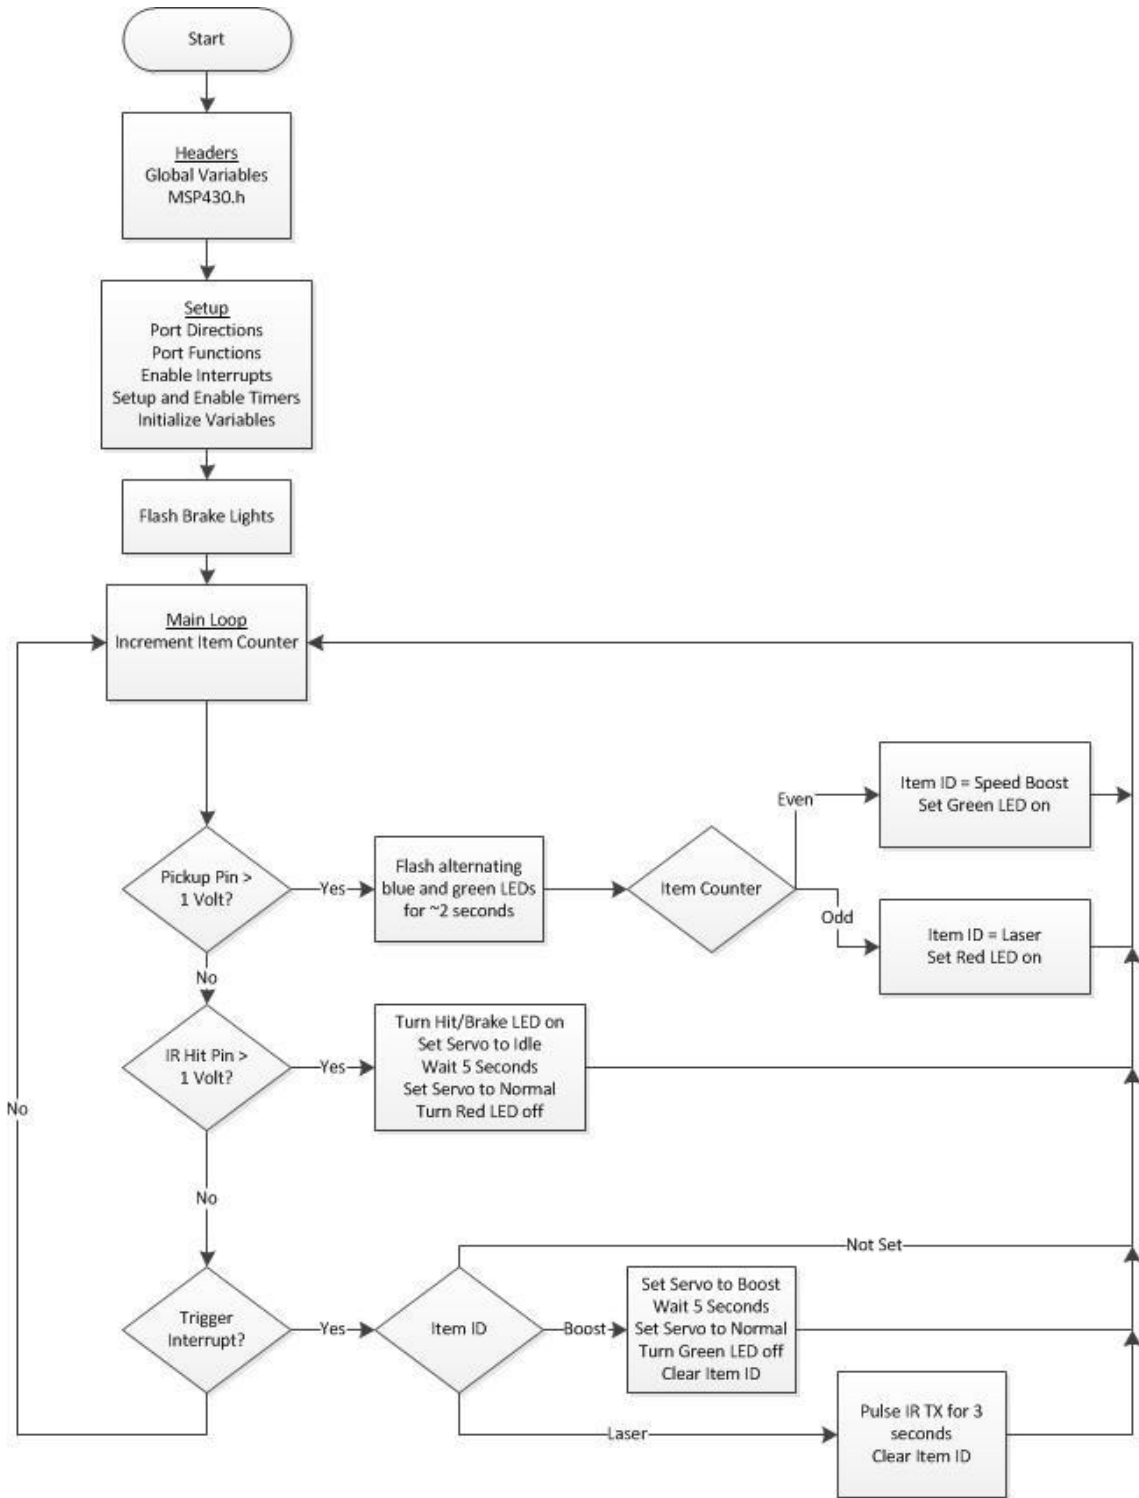 Start
Headers
Global Variables
MSP430.h
Setup
Port Directions
Port Functions
Enable Interrupts
Setup and Enable Timers
Initialize Variables
Flash Brake Lights
Main Loop
Increment Item Counter
Pickup Pin >
1 Volt?
Yes
Flash alternating
blue and green LEDs
for ~2 seconds
Item Counter
Even
Item ID = Speed Boost
Set Green LED on
Odd
Item ID = Laser
Set Red LED on
No
IR Hit Pin >
1 Volt?
Yes
Turn Hit/Brake LED on
Set Servo to Idle
Wait 5 Seconds
Set Servo to Normal
Turn Red LED off
No
No
Trigger
Interrupt?
Yes
Item ID
Not Set
Boost
Set Servo to Boost
Wait 5 Seconds
Set Servo to Normal
Turn Green LED off
Clear Item ID
Laser
Pulse IR TX for 3
seconds
Clear Item ID